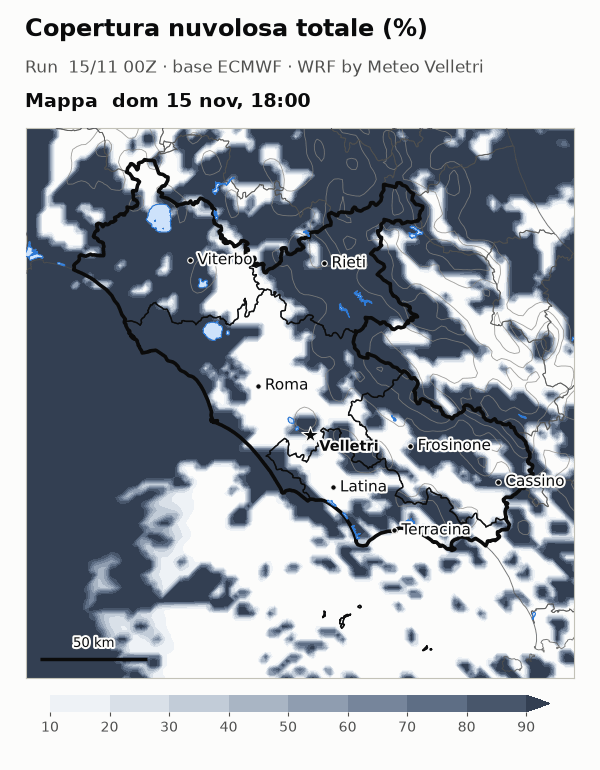 Copertura nuvolosa totale (%)
Run 15/11 00Z · base ECMWF · WRF by Meteo Velletri
Mappa dom 15 nov, 18:00
Viterbo
Rieti
Roma
Velletri
Frosinone
Cassino
Latina
Terracina
50 km
10 20 30 40 50 60 70 80 90